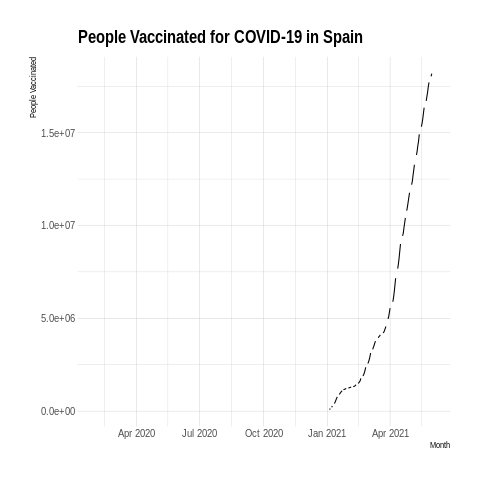 People Vaccinated for COVID-19 in Spain
People Vaccinated
1.5e+07
1.0e+07
5.0e+06
0.0e+00
Apr 2020 Jul 2020 Oct 2020 Jan 2021 Apr 2021
Month